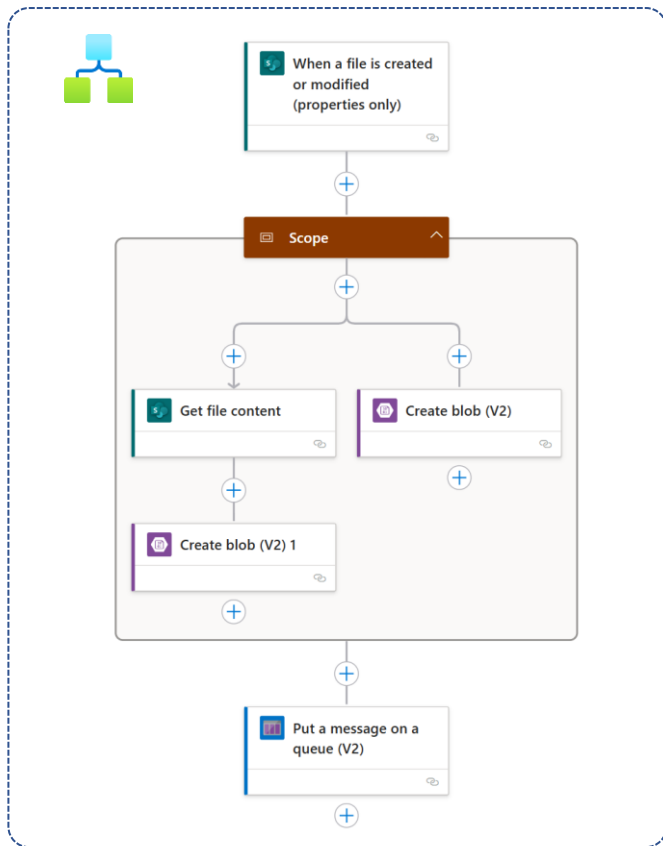 When a file is created
or modified
(properties only)
Scope
Get file content
Create blob (V2)
Create blob (V2) 1
Put a message on a
queue (V2)